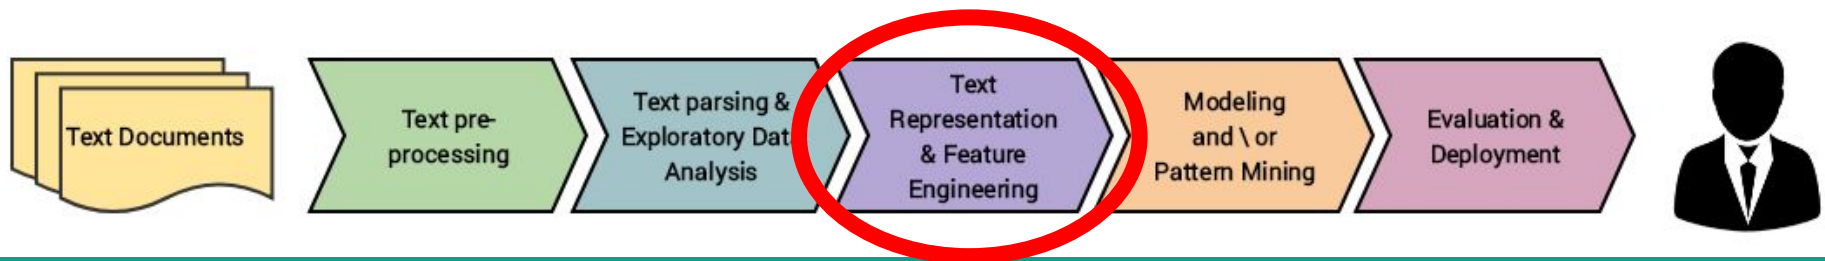 Text Documents
Text pre-
processing
Text parsing &
Exploratory Dat
Analysis
Text
Representation
& Feature
Engineering
Modeling
and \ or
Pattern Mining
Evaluation &
Deployment